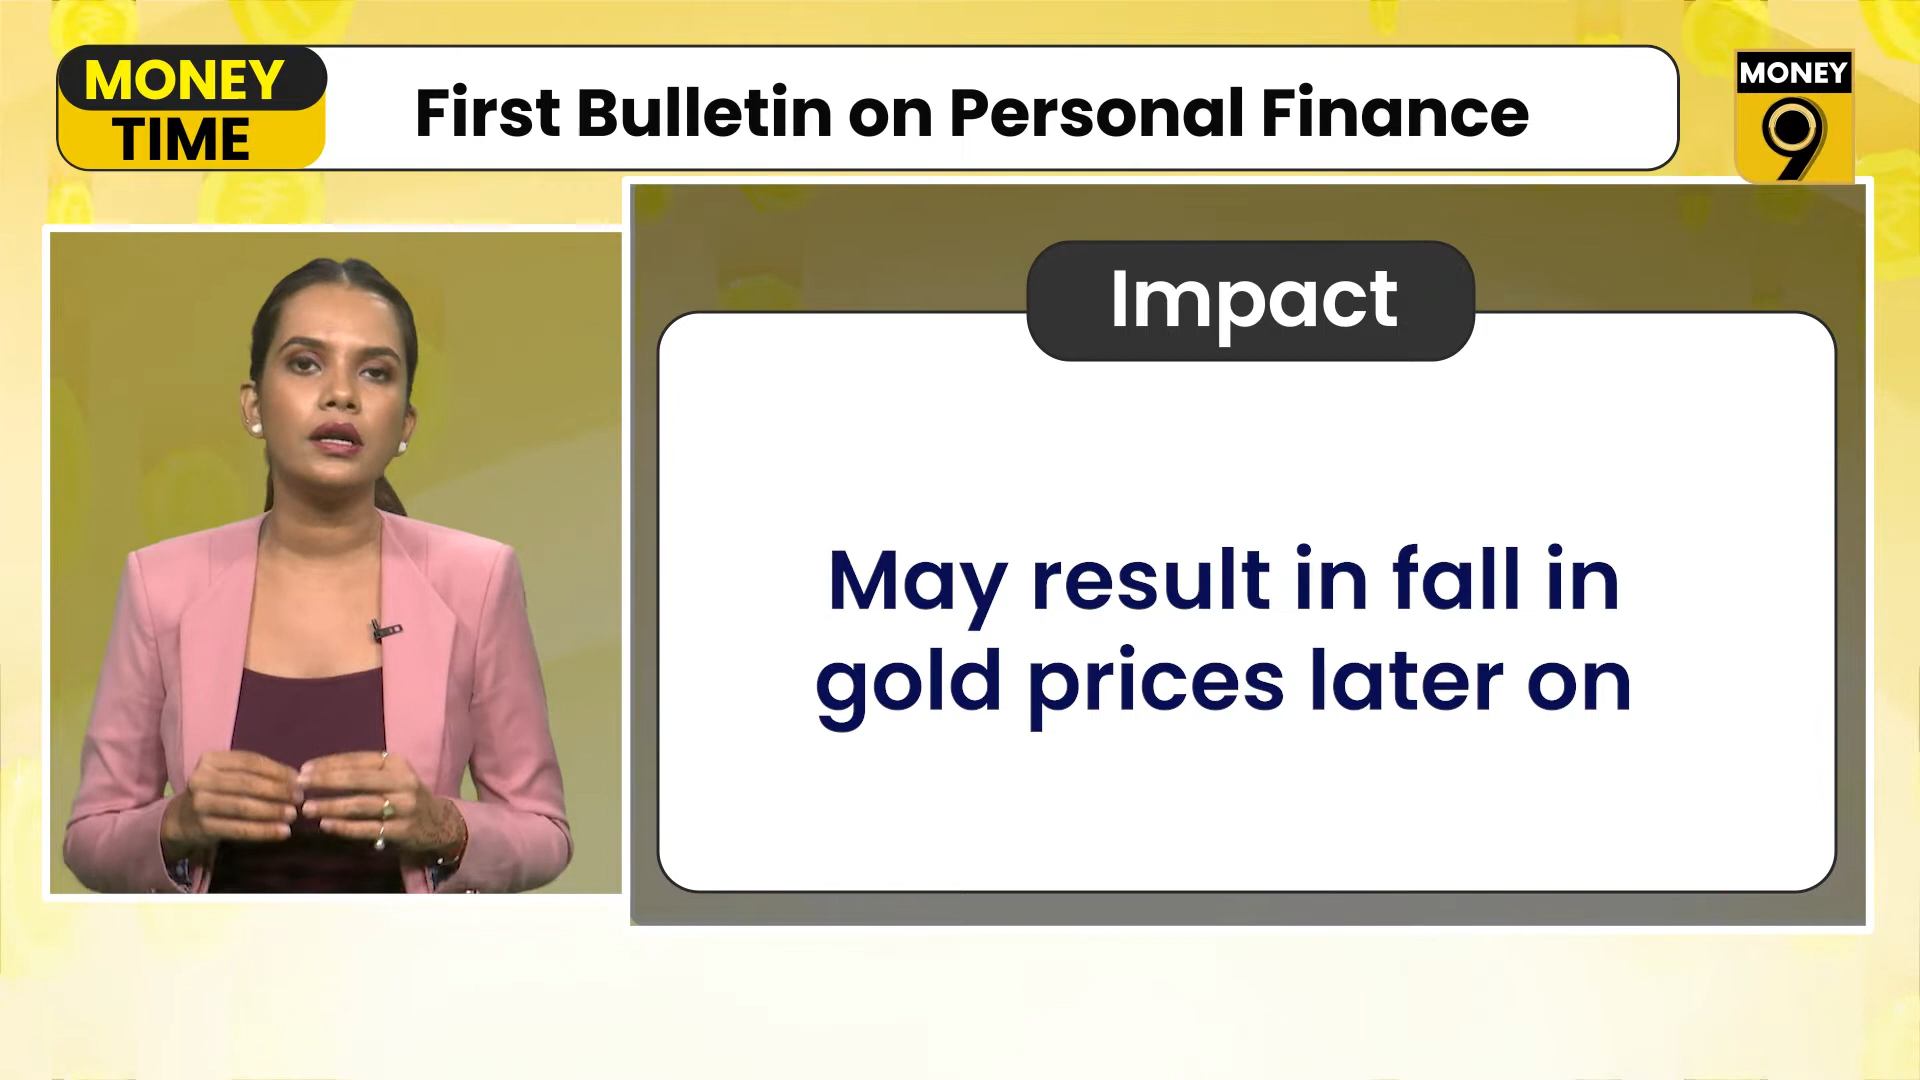 MONEY
TIME
First Bulletin on Personal Finance
MONEY
9
Impact
May result in fall in
gold prices later on